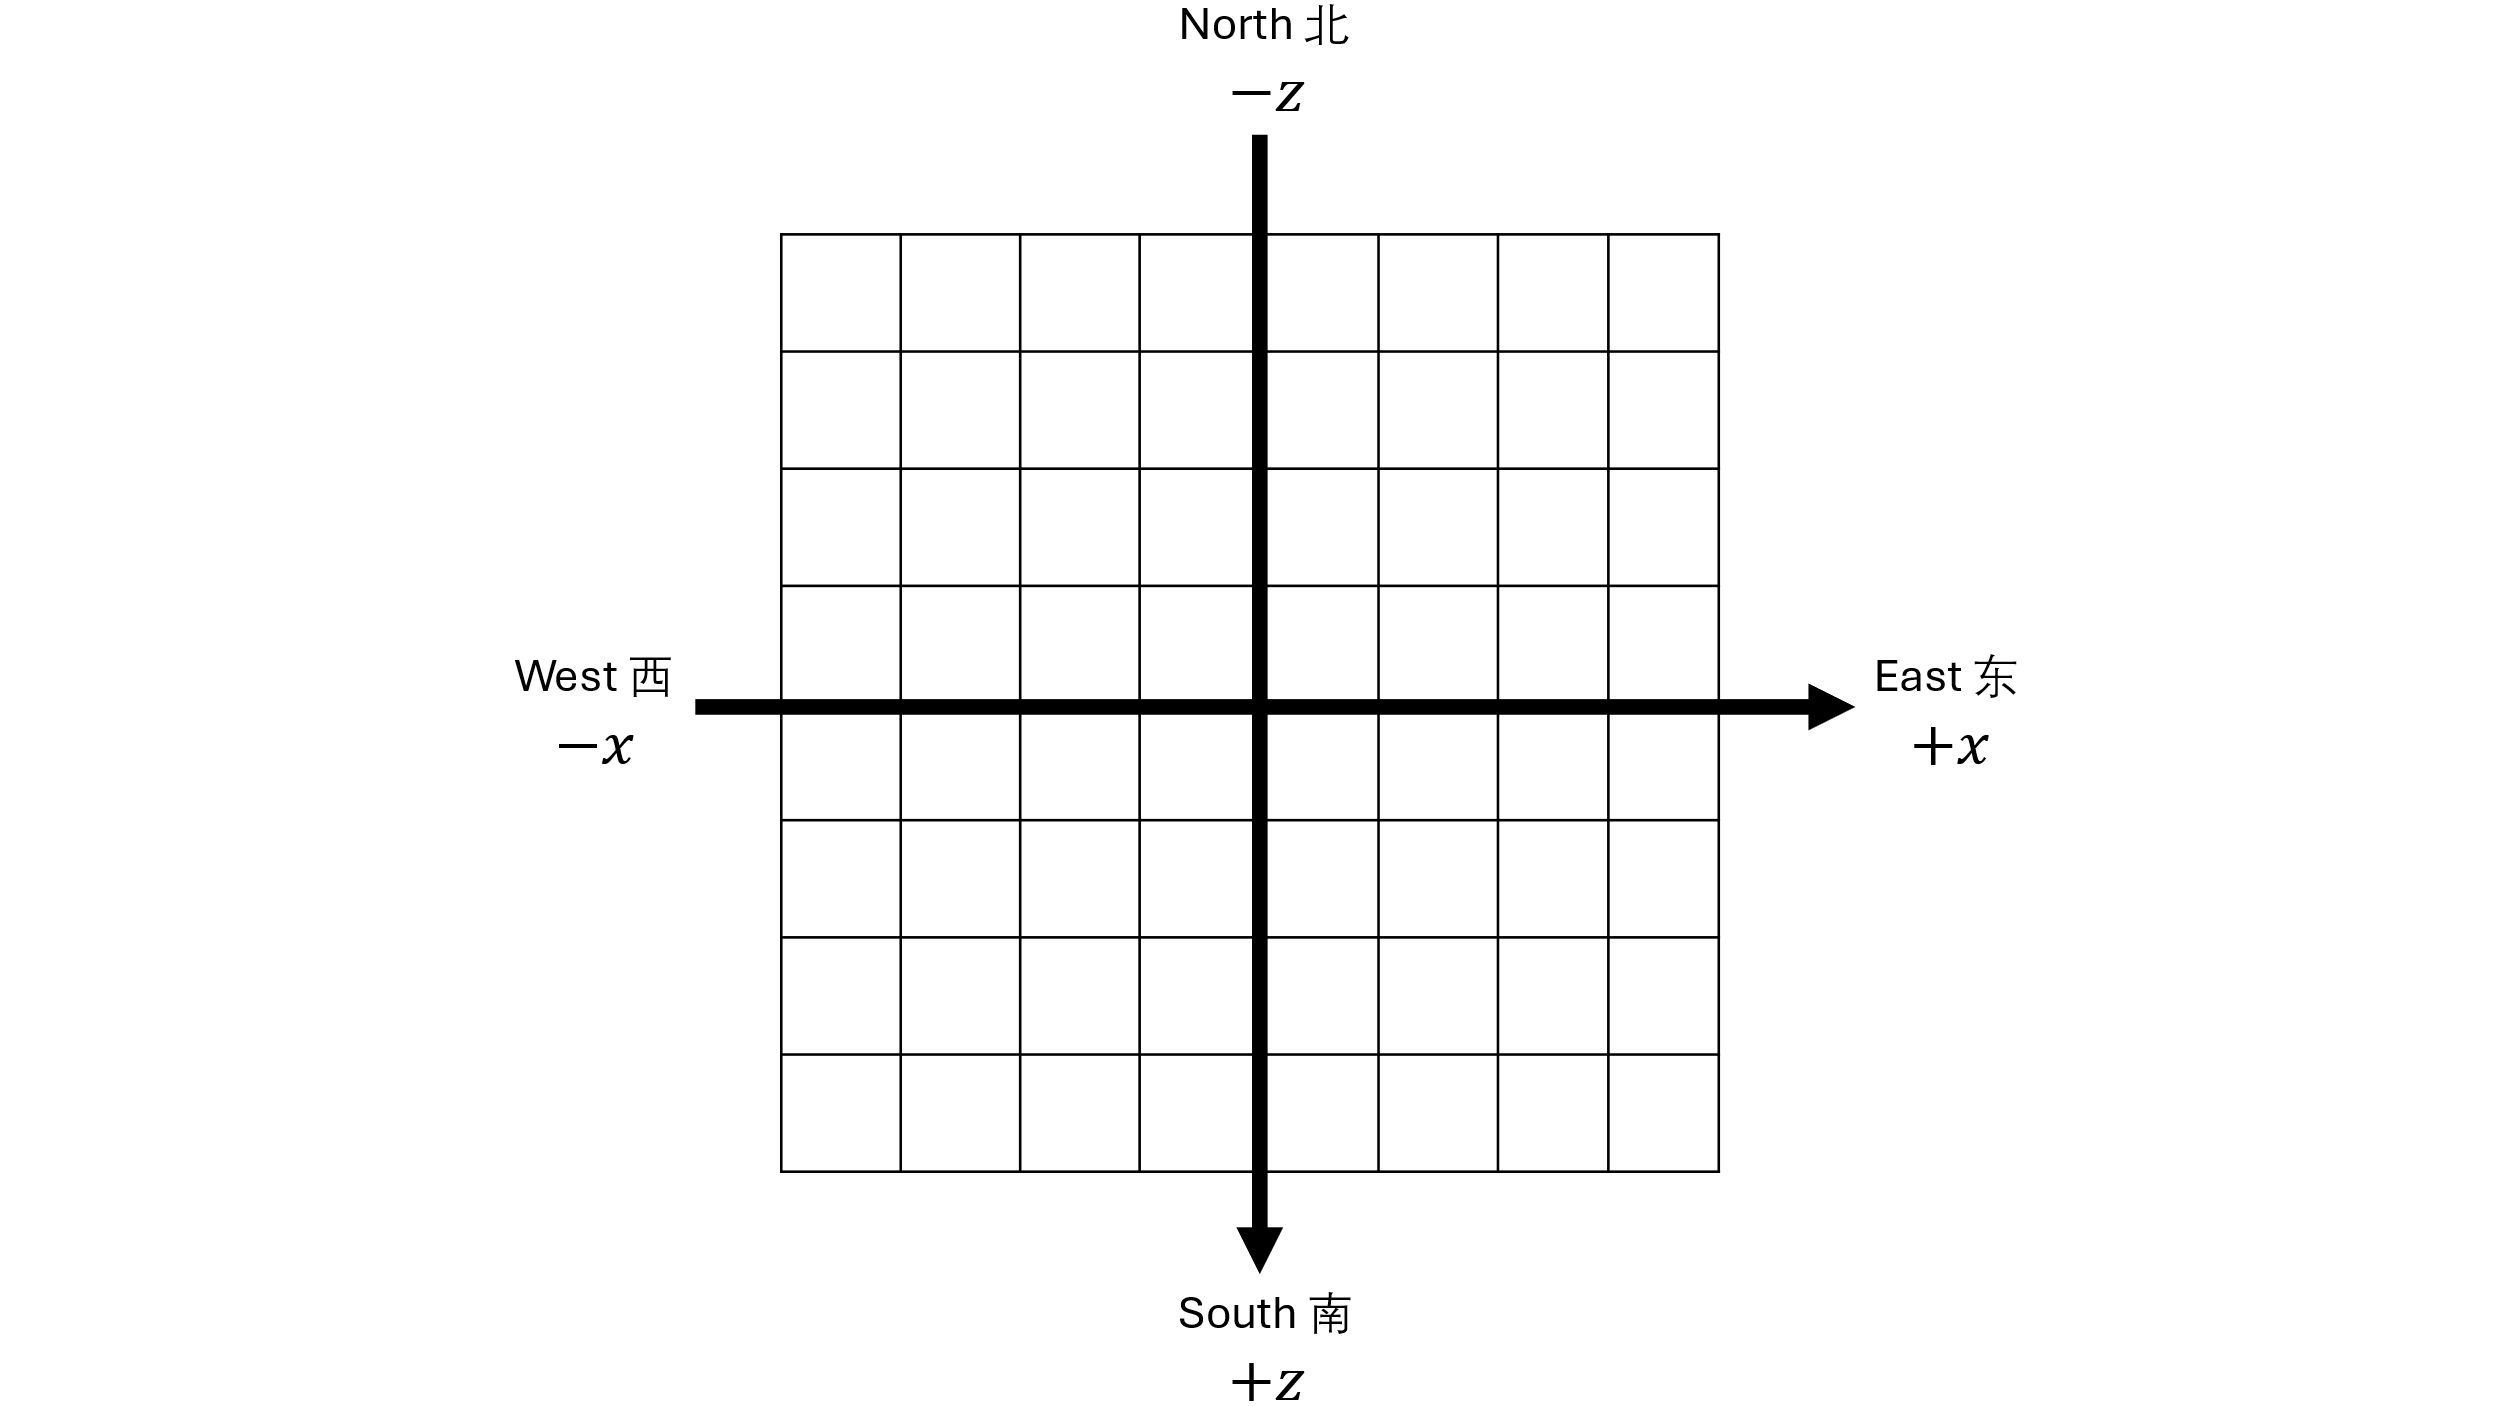 North 北
−z
West 西
−x
East 东
+x
South 南
+z